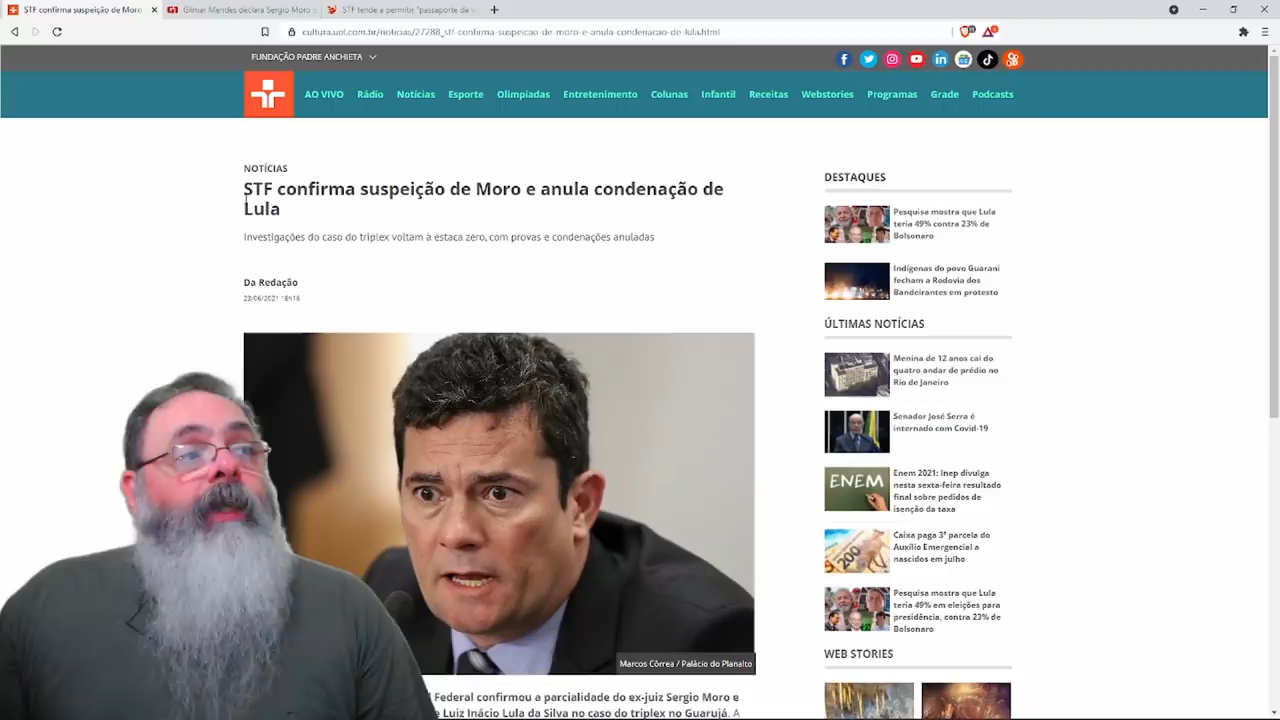 STF confirma suspeição de Moro
Gilmar Mendes declara Sergio Moro
STF tende a permitir "passaporte da
cultura.uol.com.br/noticias/27288_stf-confirma-suspeicao-de-moro-e-anula-condenacao-de-lula.html
FUNDAÇÃO PADRE ANCHIETA
AO VIVO Rádio Notícias Esporte Olimpíadas Entretenimento Colunas Infantil Receitas Webstories Programas Grade Podcasts
NOTÍCIAS
STF confirma suspeição de Moro e anula condenação de
Lula
Investigações do caso do triplex voltam à estaca zero, com provas e condenações anuladas
Da Redação
23/06/2021 16h16
Marcos Côrrea / Palácio do Planalto
l Federal confirmou a parcialidade do ex-juiz Sergio Moro e
e Luiz Inácio Lula da Silva no caso do triplex no Guarujá. A
DESTAQUES
Pesquisa mostra que Lula
teria 49% contra 23% de
Bolsonaro
Indígenas do povo Guarani
fecham a Rodovia dos
Bandeirantes em protesto
ÚLTIMAS NOTÍCIAS
Menina de 12 anos cai do
quatro andar de prédio no
Rio de Janeiro
Senador José Serra é
internado com Covid-19
ENEM
Enem 2021: Inep divulga
nesta sexta-feira resultado
final sobre pedidos de
isenção da taxa
200
Caixa paga 3ª parcela do
Auxílio Emergencial a
nascidos em julho
Pesquisa mostra que Lula
teria 49% em eleições para
presidência, contra 23% de
Bolsonaro
WEB STORIES